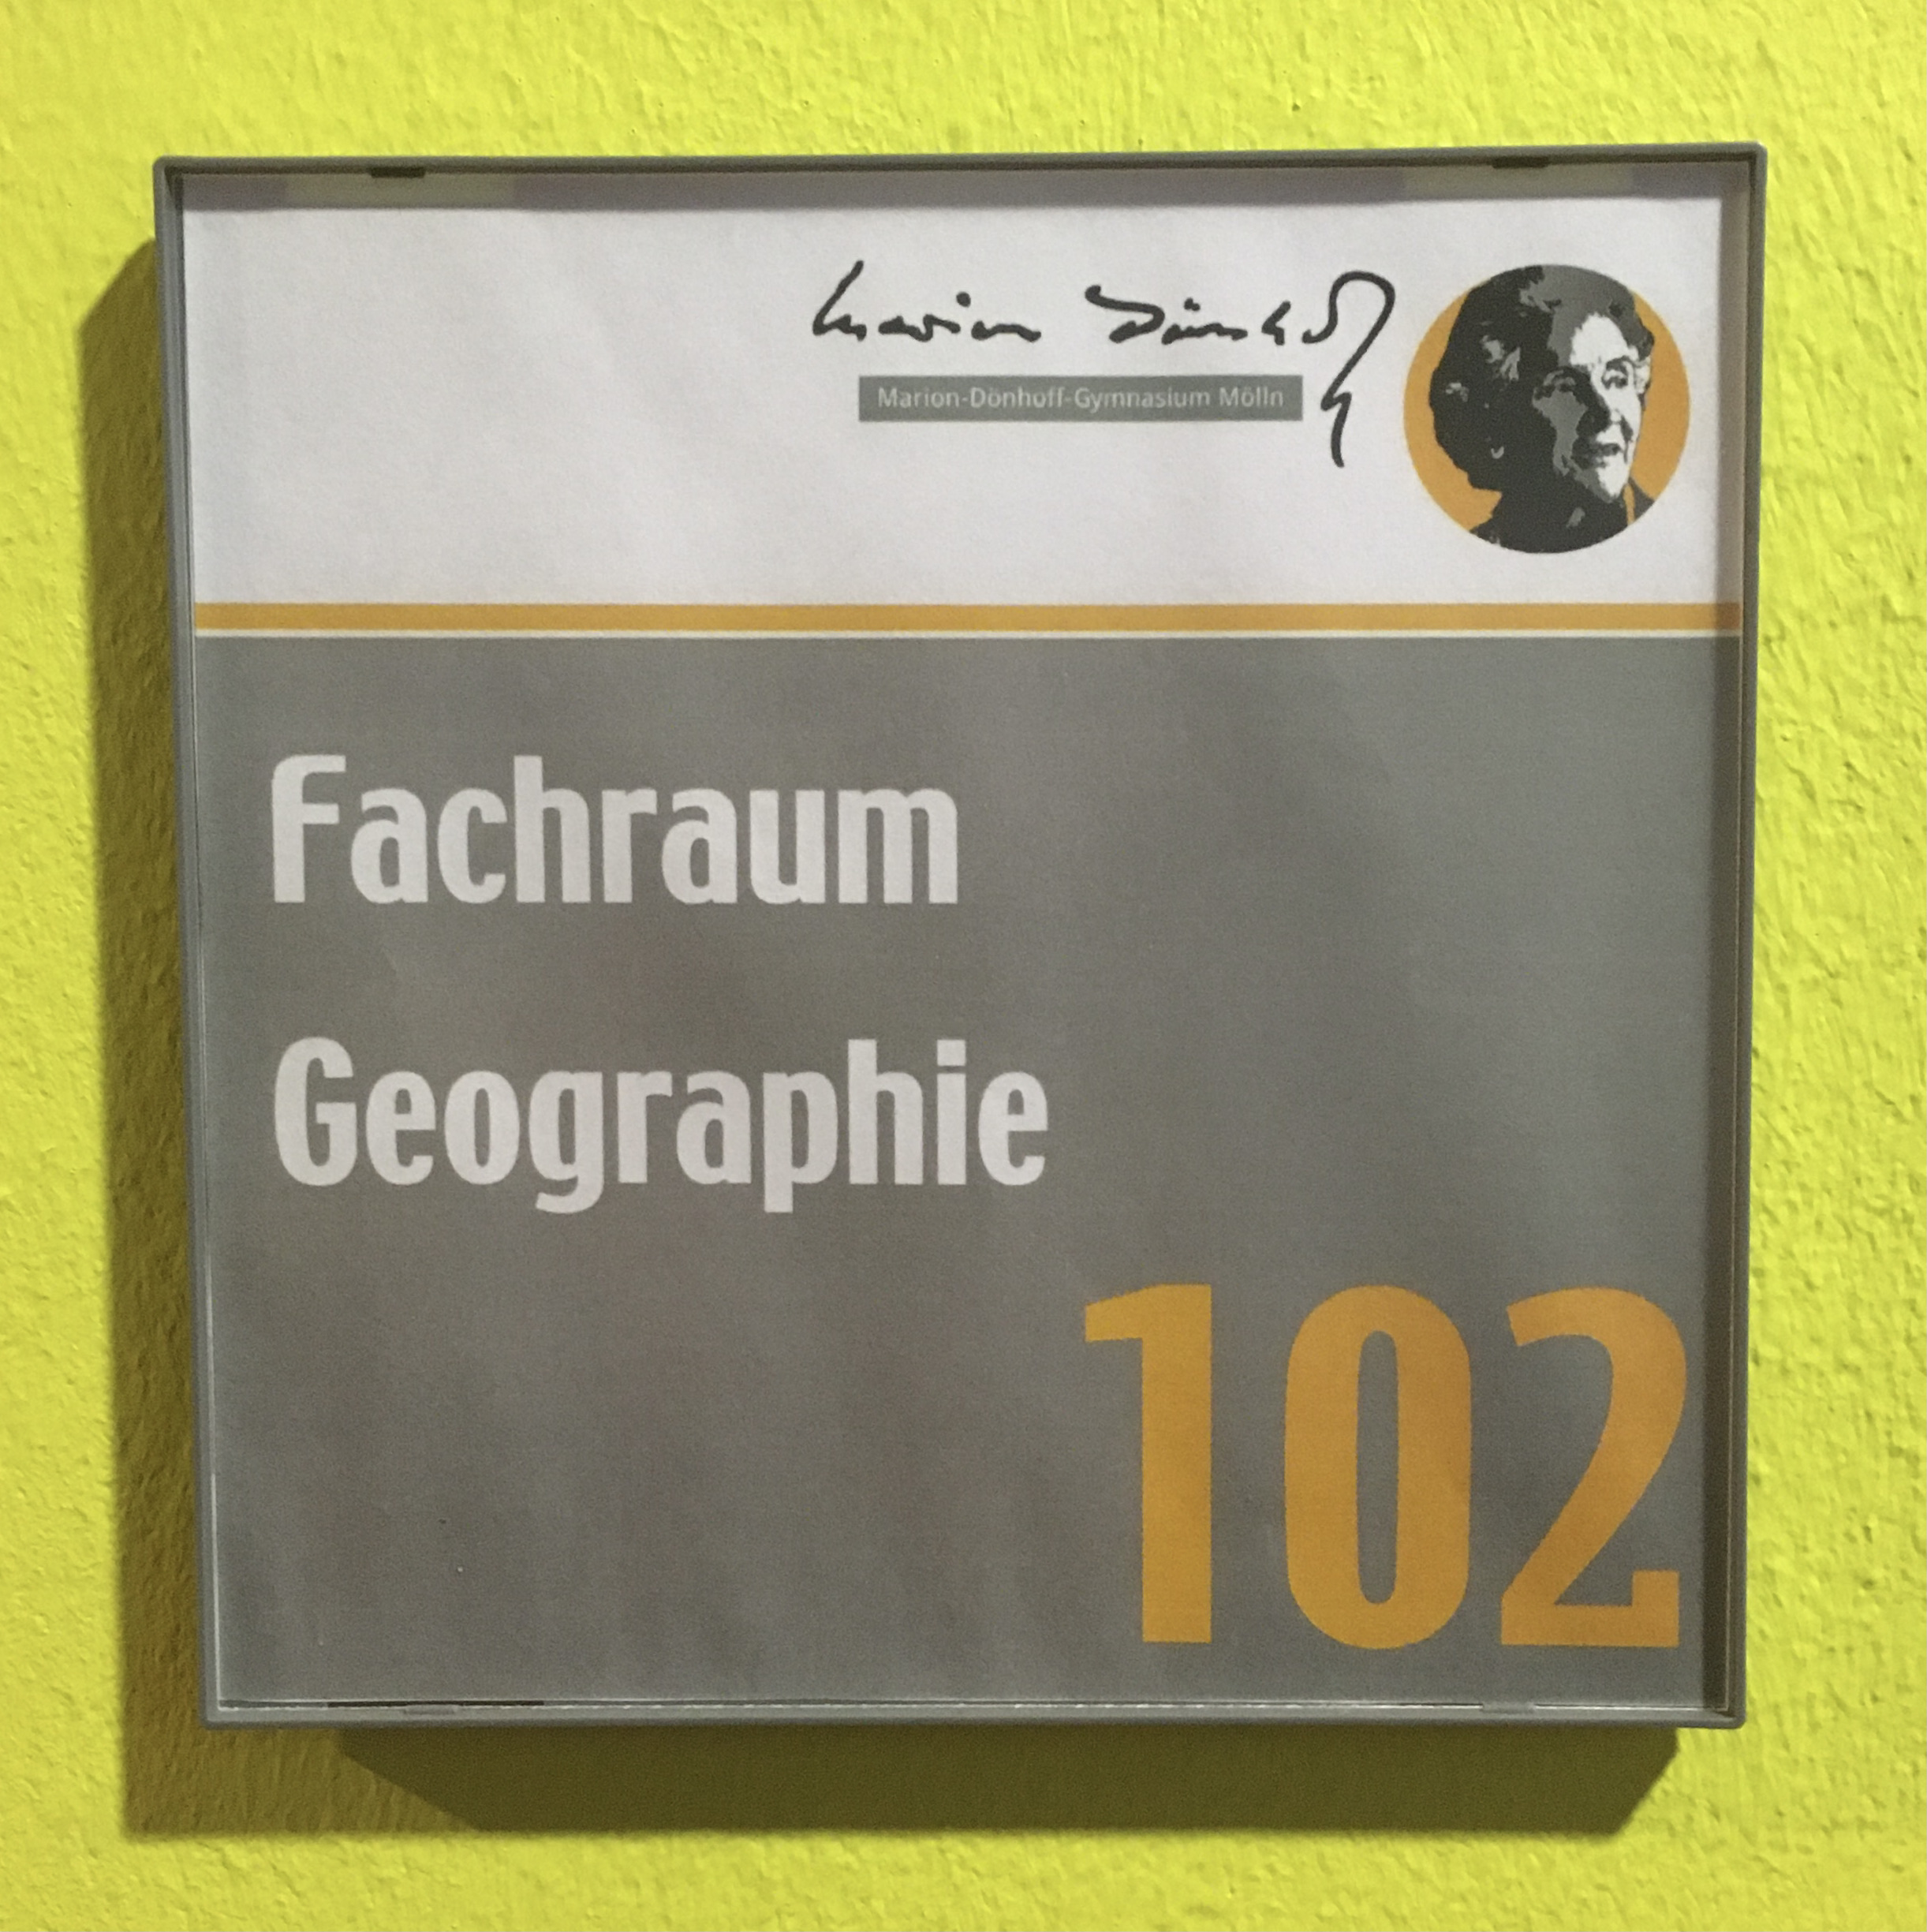 Marion Dönhoff
Marion-Dönhoff-Gymnasium Mölln
Fachraum
Geographie
102